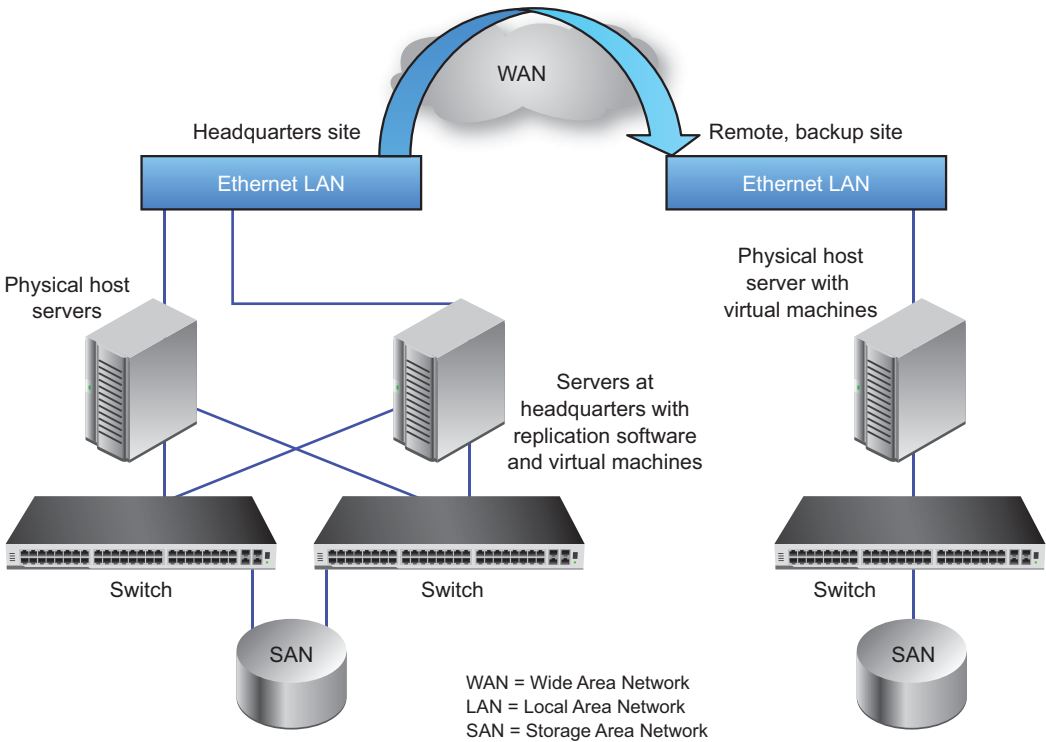 WAN
Headquarters site
Remote, backup site
Ethernet LAN
Ethernet LAN
Physical host
servers
Physical host
server with
virtual machines
Servers at
headquarters with
replication software
and virtual machines
Switch
Switch
Switch
SAN
SAN
WAN = Wide Area Network
LAN = Local Area Network
SAN = Storage Area Network